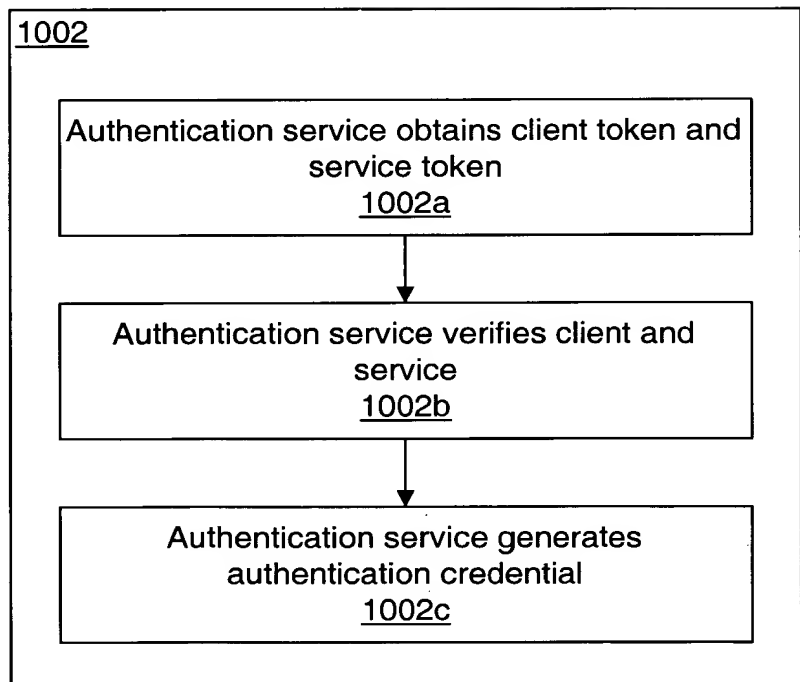 1002
Authentication service obtains client token and
service token
1002a
Authentication service verifies client and
service
1002b
Authentication service generates
authentication credential
1002c